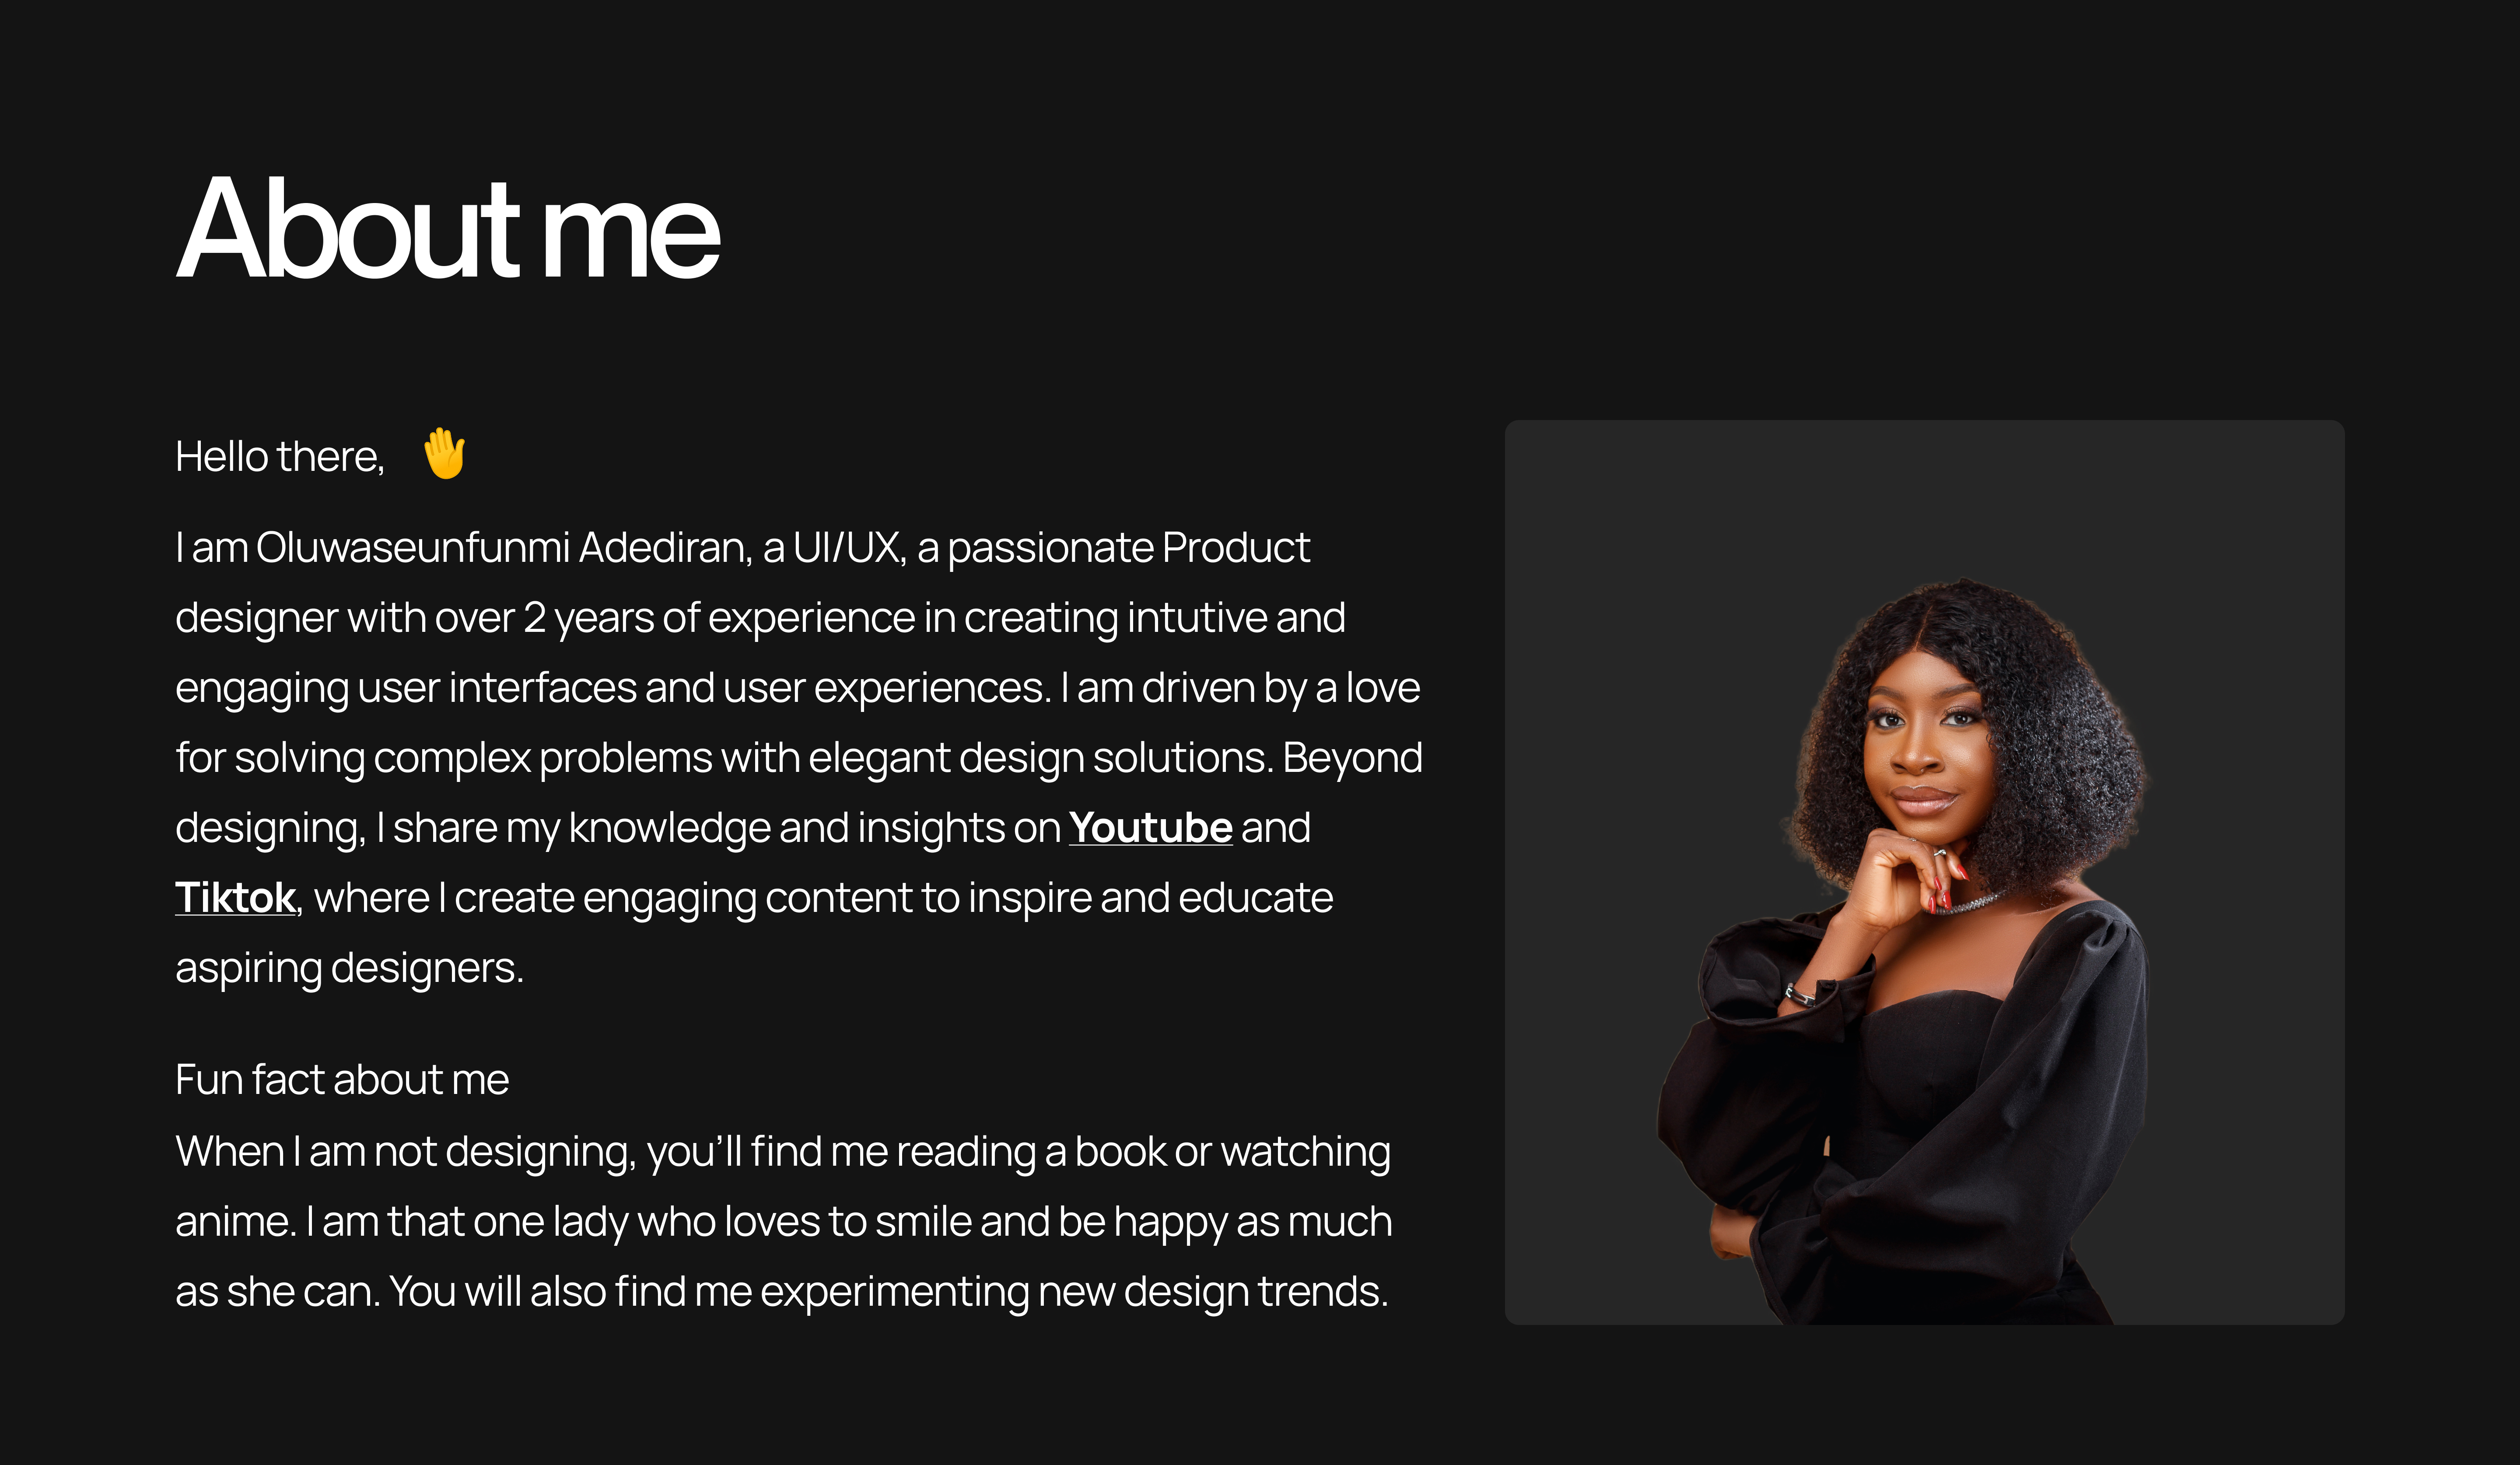 About me
Hello there, 🤚
I am Oluwaseunfunmi Adediran, a UI/UX, a passionate Product
designer with over 2 years of experience in creating intutive and
engaging user interfaces and user experiences. I am driven by a love
for solving complex problems with elegant design solutions. Beyond
designing, I share my knowledge and insights on Youtube and
Tiktok, where I create engaging content to inspire and educate
aspiring designers.
Fun fact about me
When I am not designing, you’ll find me reading a book or watching
anime. I am that one lady who loves to smile and be happy as much
as she can. You will also find me experimenting new design trends.